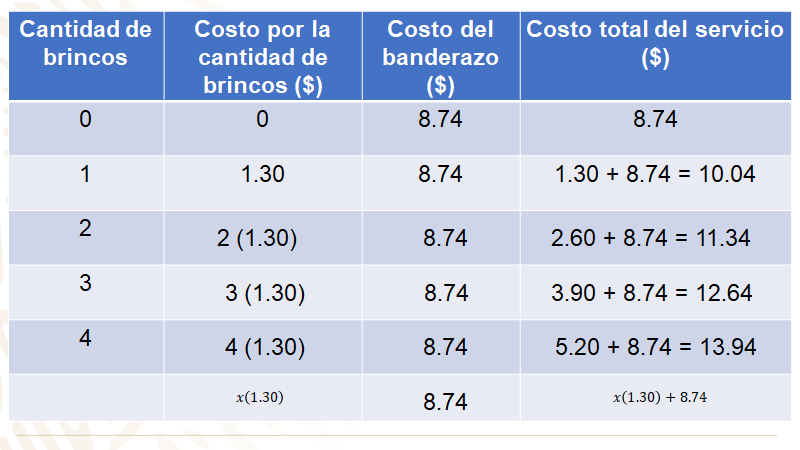 Cantidad de brincos | Costo por la cantidad de brincos ($) | Costo del banderazo ($) | Costo total del servicio ($)
0 | 0 | 8.74 | 8.74
1 | 1.30 | 8.74 | 1.30 + 8.74 = 10.04
2 | 2 (1.30) | 8.74 | 2.60 + 8.74 = 11.34
3 | 3 (1.30) | 8.74 | 3.90 + 8.74 = 12.64
4 | 4 (1.30) | 8.74 | 5.20 + 8.74 = 13.94
x(1.30) | 8.74 | x(1.30) + 8.74